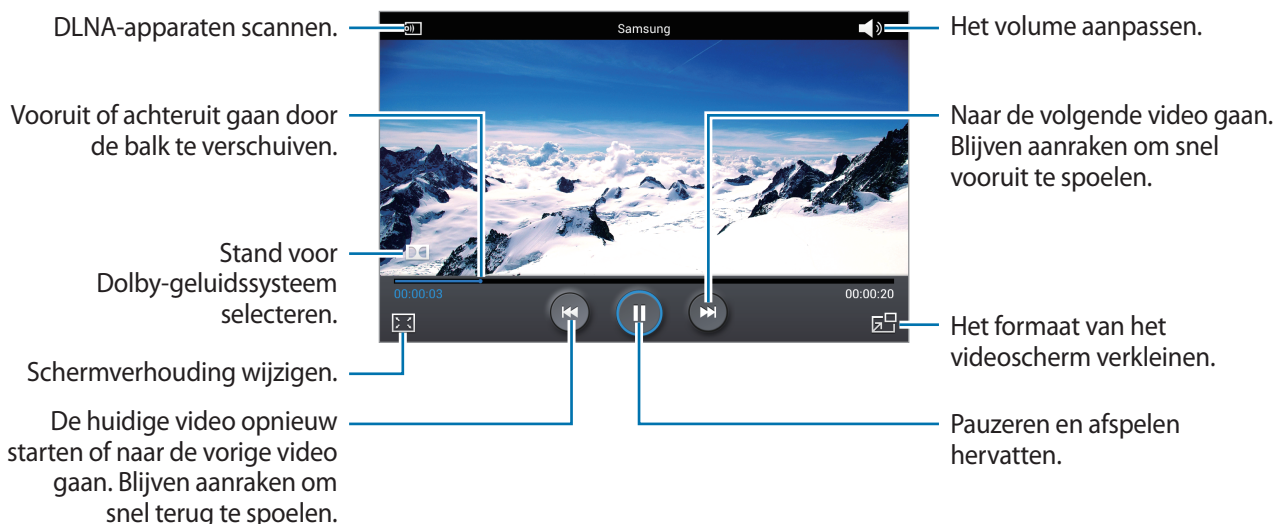 DLNA-apparaten scannen.
Vooruit of achteruit gaan door
de balk te verschuiven.
Stand voor
Dolby-geluidssysteem
selecteren.
Schermverhouding wijzigen.
De huidige video opnieuw
starten of naar de vorige video
gaan. Blijven aanraken om
snel terug te spoelen.
Samsung
00:00:03
00:00:20
Het volume aanpassen.
Naar de volgende video gaan.
Blijven aanraken om snel
vooruit te spoelen.
Het formaat van het
videoscherm verkleinen.
Pauzeren en afspelen
hervatten.